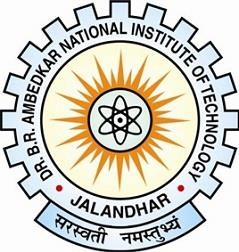 DR. B.R. AMBEDKAR NATIONAL INSTITUTE OF TECHNOLOGY
• JALANDHAR •
सरस्वती नमस्तुभ्यं